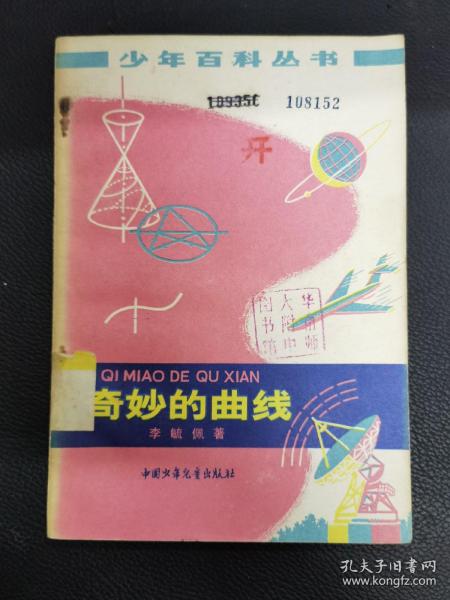 少年百科丛书
109350
108152
QI MIAO DE QU XIAN
奇妙的曲线
李毓佩著
中国少年儿童出版社
孔夫子旧书网
www.kongfz.com